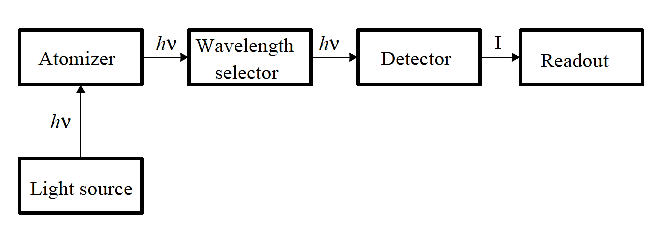 hν
hν
I
Atomizer
Wavelength
selector
Detector
Readout
hν
Light source